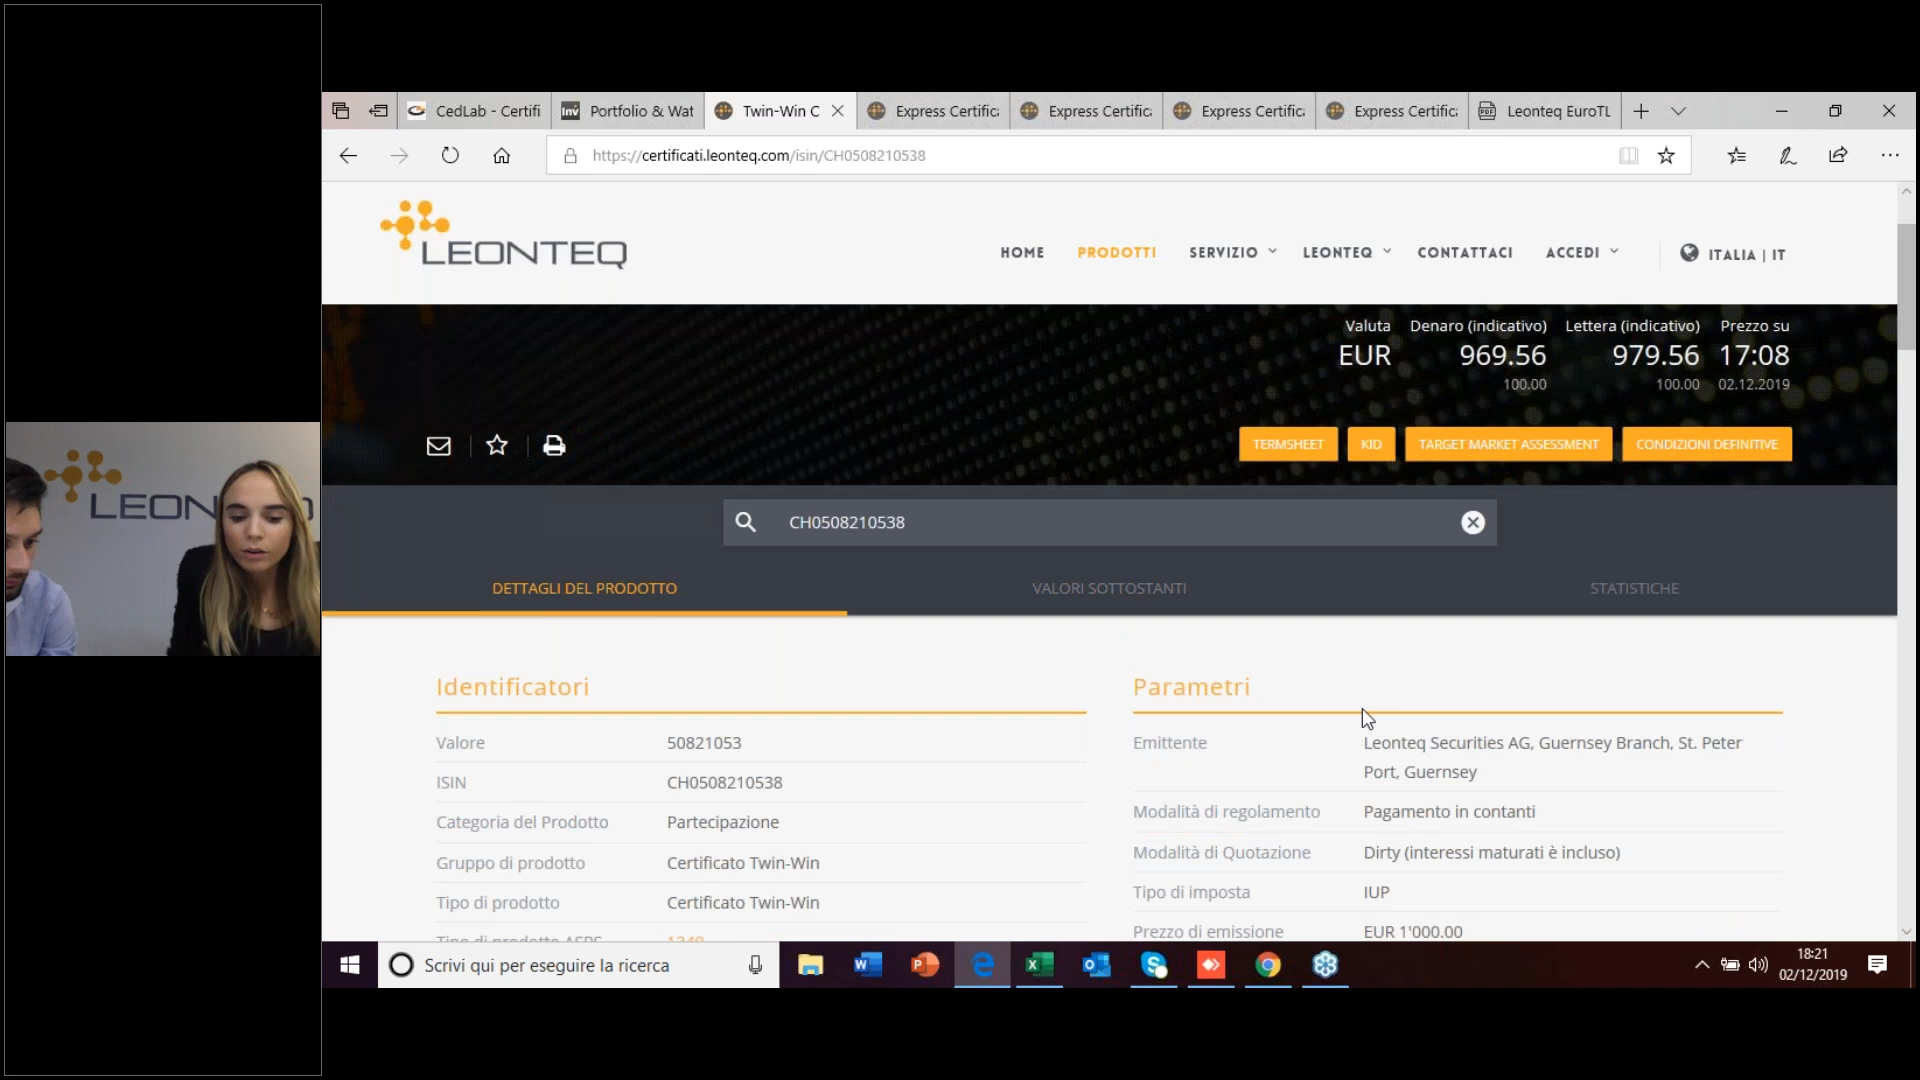 CedLab - Certifi
Portfolio & Wat
Twin-Win C
Express Certific
Express Certific
Express Certific
Express Certific
Leonteq EuroTL
https://certificati.leonteq.com/isin/CH0508210538
LEONTEQ
HOME
PRODOTTI
SERVIZIO
LEONTEQ
CONTATTACI
ACCEDI
ITALIA | IT
Valuta Denaro (indicativo) Lettera (indicativo) Prezzo su
EUR 969.56 979.56 17:08
100.00 100.00 02.12.2019
TERMSHEET
KID
TARGET MARKET ASSESSMENT
CONDIZIONI DEFINITIVE
CH0508210538
DETTAGLI DEL PRODOTTO
VALORI SOTTOSTANTI
STATISTICHE
Identificatori
Valore 50821053
ISIN CH0508210538
Categoria del Prodotto Partecipazione
Gruppo di prodotto Certificato Twin-Win
Tipo di prodotto Certificato Twin-Win
Parametri
Emittente Leonteq Securities AG, Guernsey Branch, St. Peter
Port, Guernsey
Modalità di regolamento Pagamento in contanti
Modalità di Quotazione Dirty (interessi maturati è incluso)
Tipo di imposta IUP
Prezzo di emissione EUR 1'000.00
LEON
Scrivi qui per eseguire la ricerca
18:21
02/12/2019